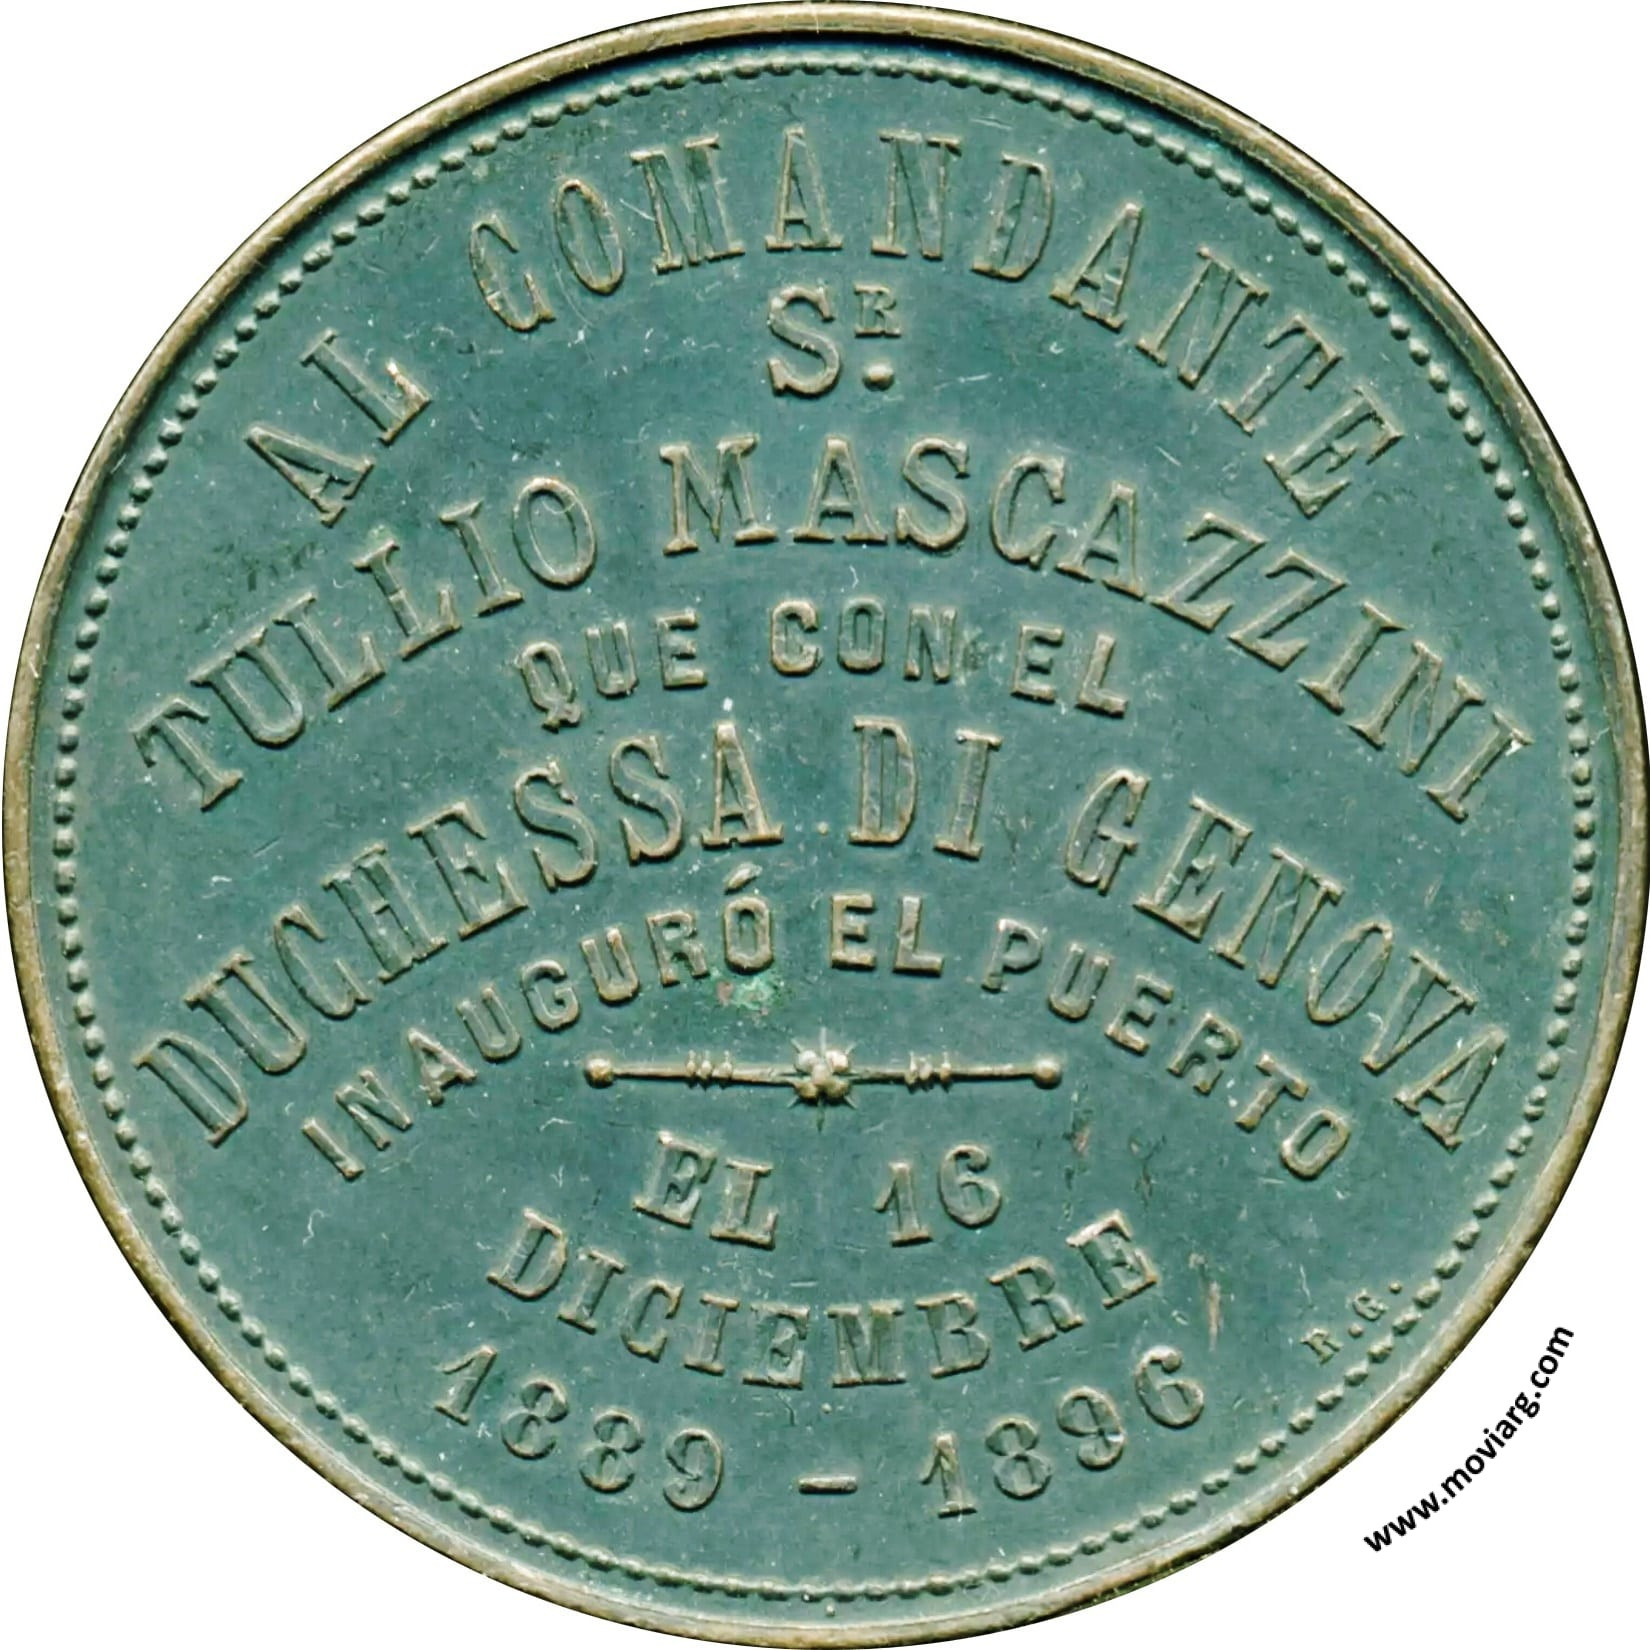 AL COMANDANTE
SR.
TULLIO MASCAZZINI
QUE CON EL
DUCHESSA DI GENOVA
INAUGURÓ EL PUERTO
EL 16
DICIEMBRE
1889 - 1896
R.G.
www.moviarg.com